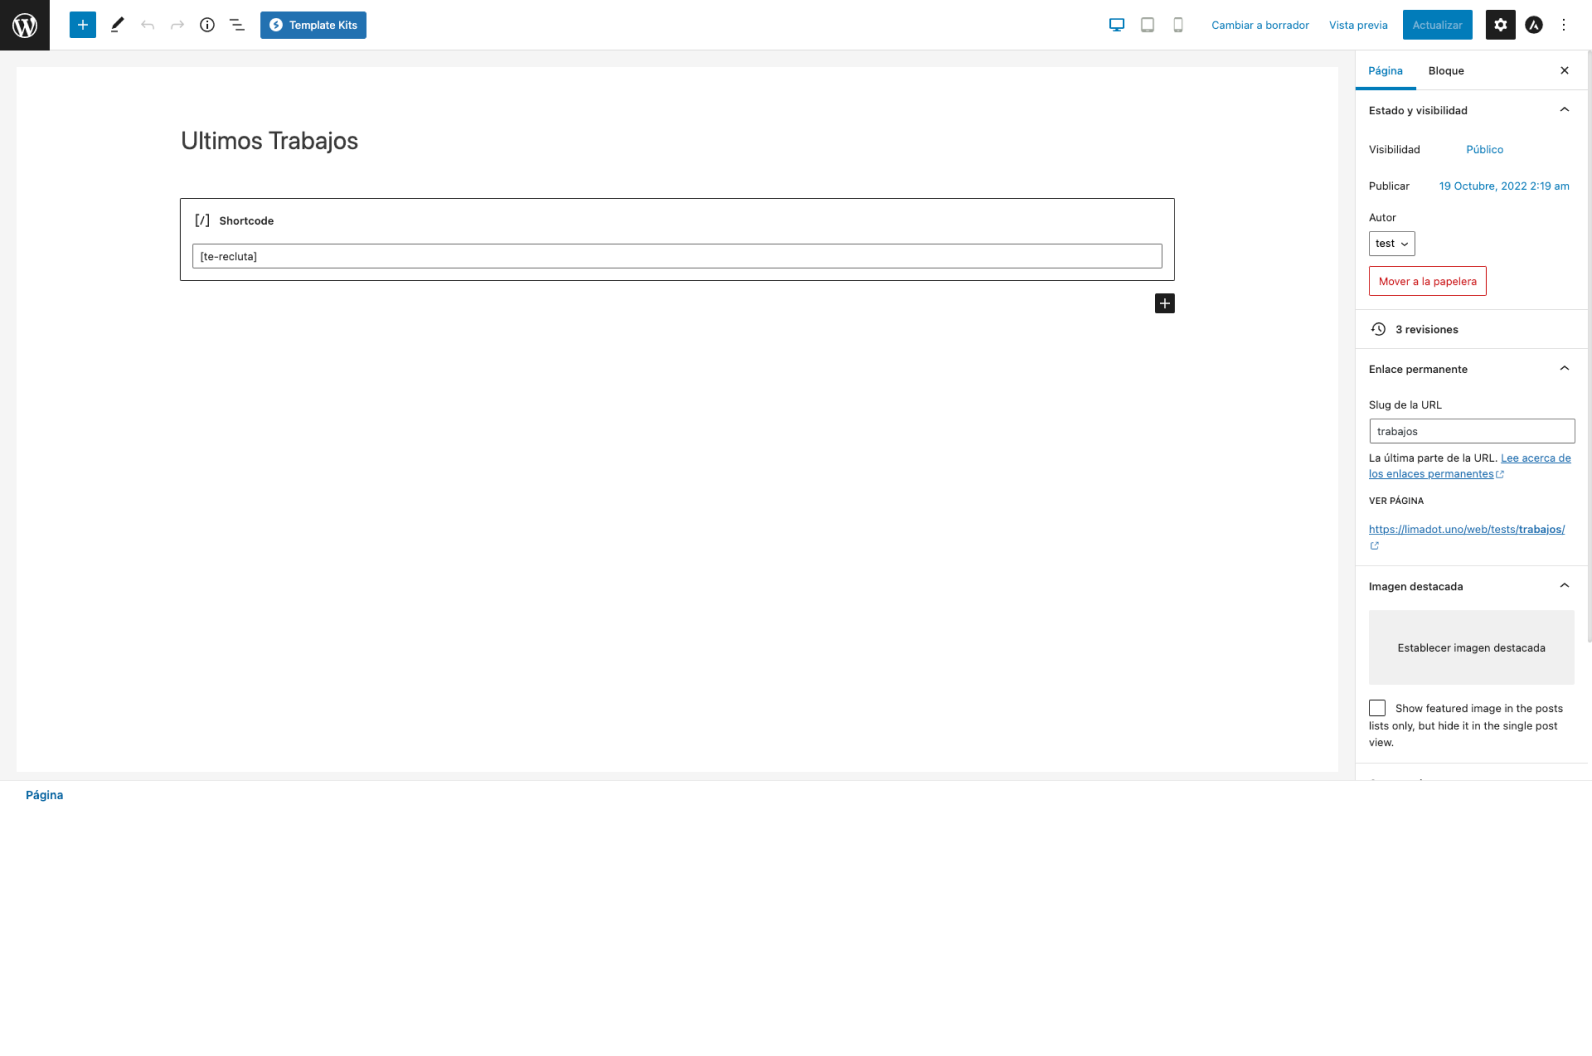 Template Kits
Cambiar a borrador
Vista previa
Actualizar
Ultimos Trabajos
[/] Shortcode
[te-recluta]
Página
Bloque
Estado y visibilidad
Visibilidad
Público
Publicar
19 Octubre, 2022 2:19 am
Autor
test
Mover a la papelera
3 revisiones
Enlace permanente
Slug de la URL
trabajos
La última parte de la URL. Lee acerca de
los enlaces permanentes
VER PÁGINA
https://limadot.uno/web/tests/trabajos/
Imagen destacada
Establecer imagen destacada
Show featured image in the posts
lists only, but hide it in the single post
view.
Página